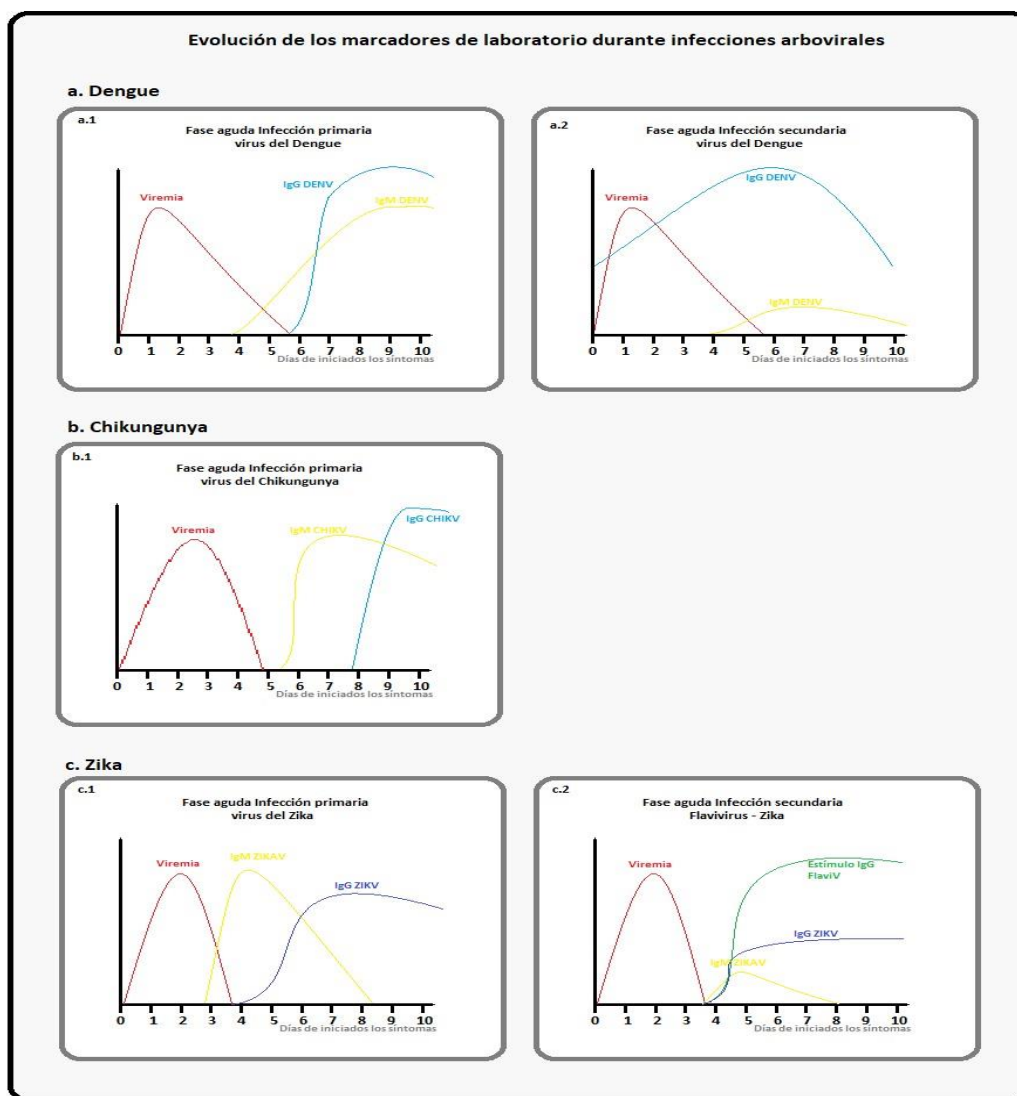 Evolución de los marcadores de laboratorio durante infecciones arbovirales
a. Dengue
a.1
Fase aguda Infección primaria
virus del Dengue
Viremia
IgG DENV
IgM DENV
0 1 2 3 4 5 6 7 8 9 10
Días de iniciados los síntomas
a.2
Fase aguda Infección secundaria
virus del Dengue
Viremia
IgG DENV
IgM DENV
0 1 2 3 4 5 6 7 8 9 10
Días de iniciados los síntomas
b. Chikungunya
b.1
Fase aguda Infección primaria
virus del Chikungunya
Viremia
IgM CHIKV
IgG CHIKV
0 1 2 3 4 5 6 7 8 9 10
Días de iniciados los síntomas
c. Zika
c.1
Fase aguda Infección primaria
virus del Zika
Viremia
IgM ZIKAV
IgG ZIKV
0 1 2 3 4 5 6 7 8 9 10
Días de iniciados los síntomas
c.2
Fase aguda Infección secundaria
Flavivirus - Zika
Viremia
Estímulo IgG
FlaviV
IgG ZIKV
IgM ZIKAV
0 1 2 3 4 5 6 7 8 9 10
Días de iniciados los síntomas